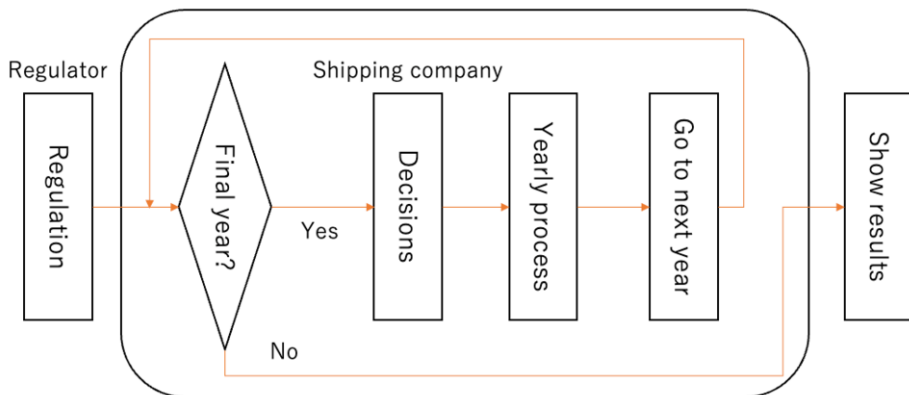 Regulator
Shipping company
Regulation
Final year?
Yes
No
Decisions
Yearly process
Go to next year
Show results